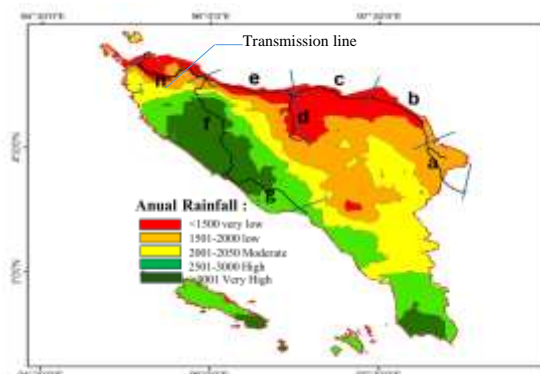 Transmission line
e
c
b
h
d
a
f
g
Anual Rainfall :
<1500 very low
1501-2000 low
2001-2050 Moderate
2501-3000 High
>3001 Very High